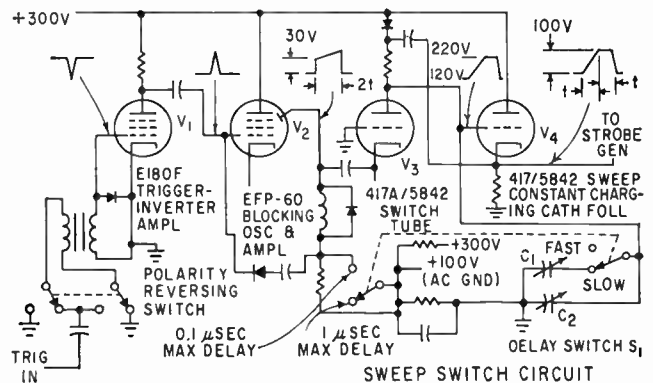 +300V
30V
2t
220V
120V
100V
t
t
V1
V2
V3
V4
TO
STROBE
GEN
E180F
TRIGGER-
INVERTER
AMPL
EFP-60
BLOCKING
OSC &
AMPL
417A/5842
SWITCH
TUBE
417/5842 SWEEP
CONSTANT CHARG-
ING CATH FOLL
POLARITY
REVERSING
SWITCH
+300V
+100V
(AC GND)
C1
FAST
SLOW
C2
0.1 μSEC
MAX DELAY
1 μSEC
MAX DELAY
DELAY SWITCH S1
TRIG
IN
SWEEP SWITCH CIRCUIT